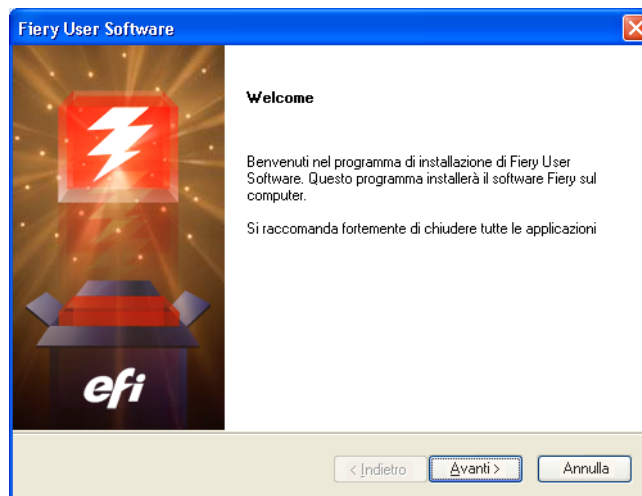 Fiery User Software
Welcome
Benvenuti nel programma di installazione di Fiery User
Software. Questo programma installerà il software Fiery sul
computer.
Si raccomanda fortemente di chiudere tutte le applicazioni
efi
< Indietro
Avanti >
Annulla